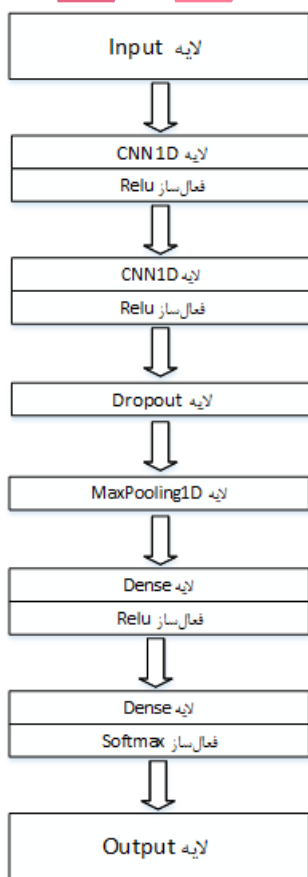 لایه Input
لایه CNN1D
فعال‌ساز Relu
لایه CNN1D
فعال‌ساز Relu
لایه Dropout
لایه MaxPooling1D
لایه Dense
فعال‌ساز Relu
لایه Dense
فعال‌ساز Softmax
لایه Output